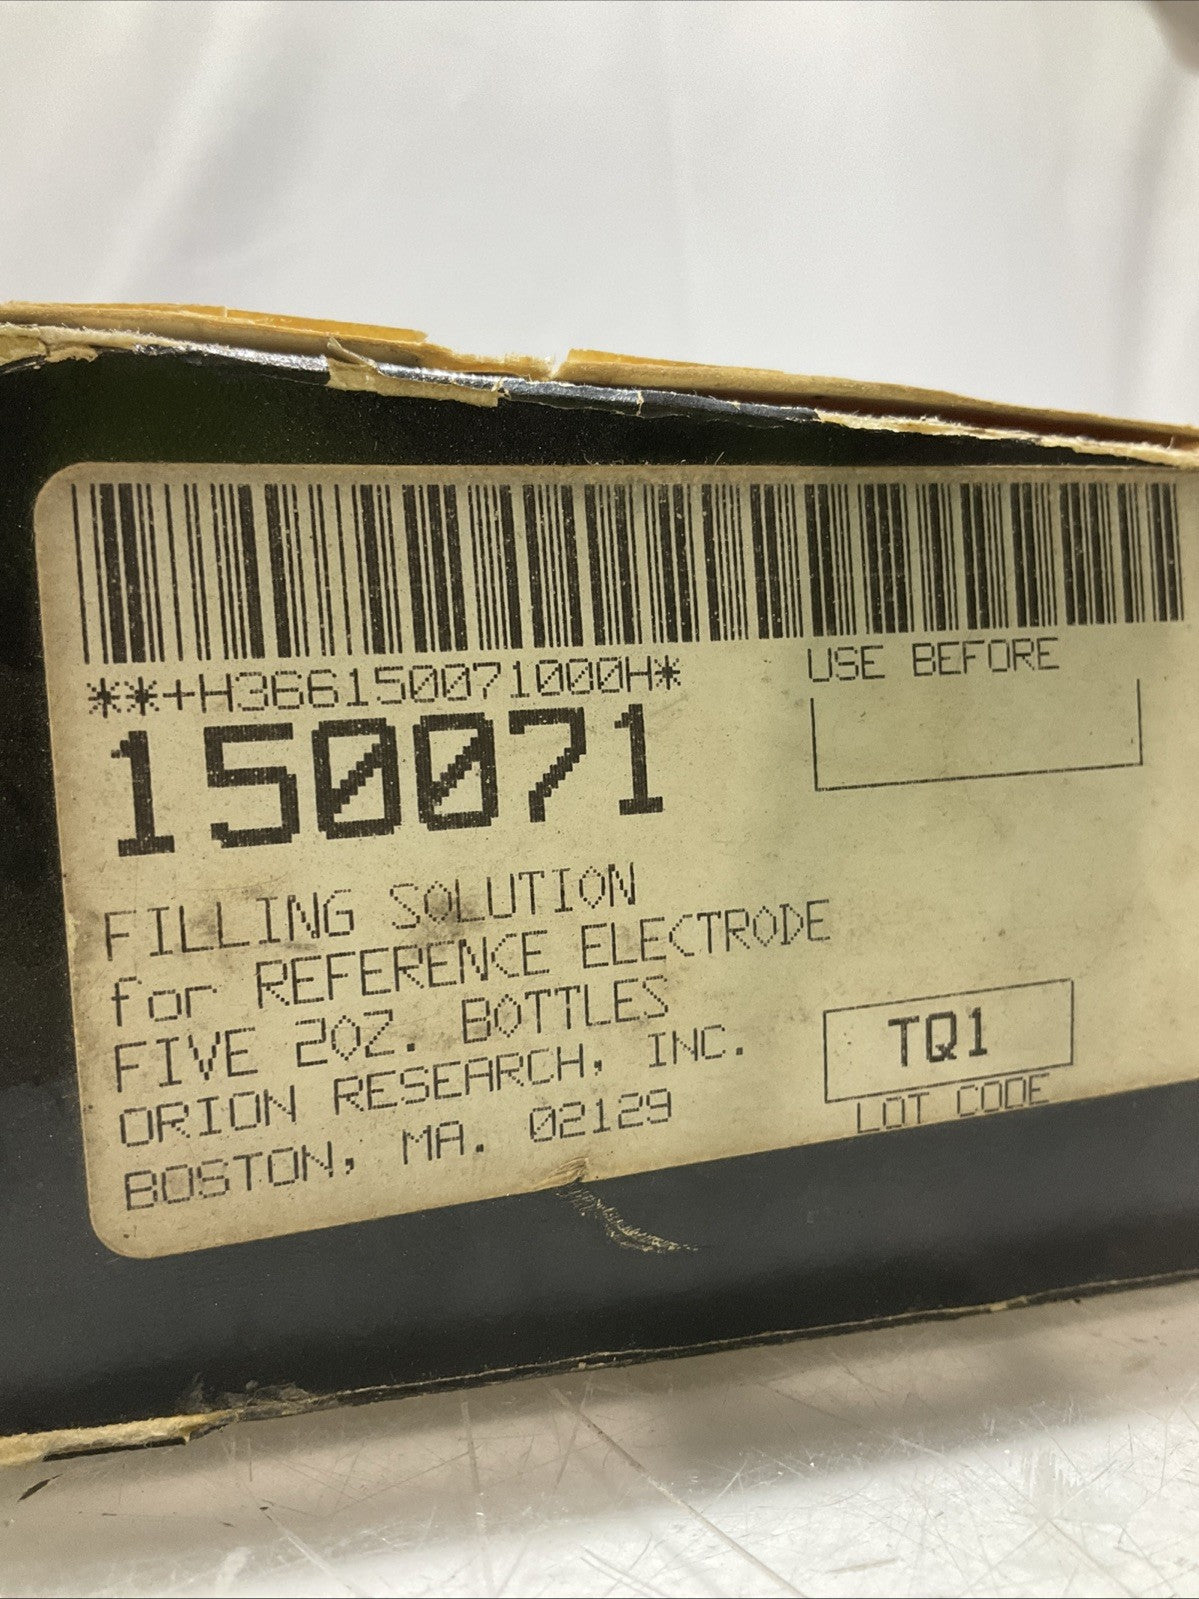 **+H366150071000H*
USE BEFORE
150071
FILLING SOLUTION
for REFERENCE ELECTRODE
FIVE 2OZ. BOTTLES
ORION RESEARCH, INC.
BOSTON, MA. 02129
TQ1
LOT CODE